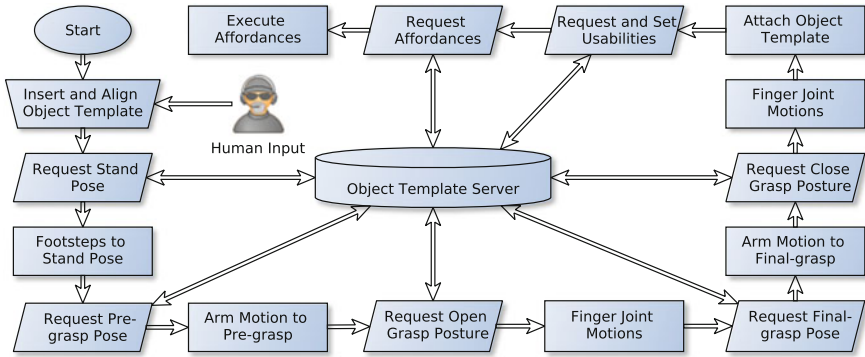 Start
Execute
Affordances
Request
Affordances
Request and Set
Usabilities
Attach Object
Template
Insert and Align
Object Template
Human Input
Finger Joint
Motions
Request Stand
Pose
Object Template Server
Request Close
Grasp Posture
Footsteps to
Stand Pose
Arm Motion to
Final-grasp
Request Pre-
grasp Pose
Arm Motion to
Pre-grasp
Request Open
Grasp Posture
Finger Joint
Motions
Request Final-
grasp Pose